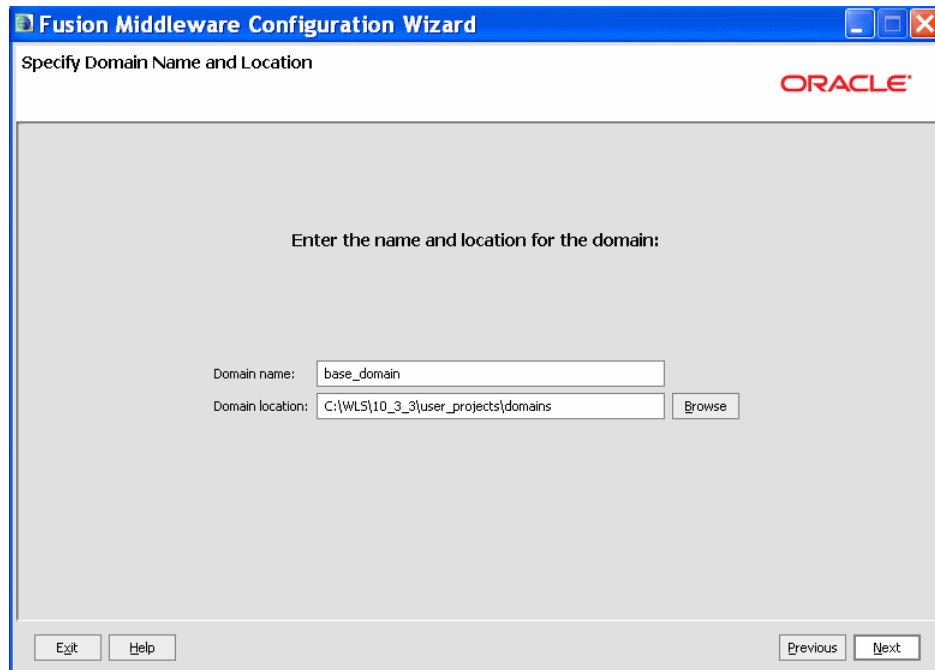 Fusion Middleware Configuration Wizard
Specify Domain Name and Location
ORACLE
Enter the name and location for the domain:
Domain name: base_domain
Domain location: C:\WLS\10_3_3\user_projects\domains Browse
Exit Help Previous Next